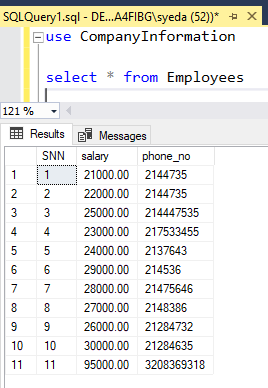 SQLQuery1.sql - DE...A4FIBG\syeda (52))*
use CompanyInformation
select * from Employees
121 %
Results Messages
SNN salary phone_no
1 1 21000.00 2144735
2 2 22000.00 2144735
3 3 25000.00 214447535
4 4 23000.00 217533455
5 5 24000.00 2137643
6 6 29000.00 214536
7 7 28000.00 21475646
8 8 27000.00 2148386
9 9 26000.00 21284732
10 10 30000.00 21284635
11 11 95000.00 3208369318